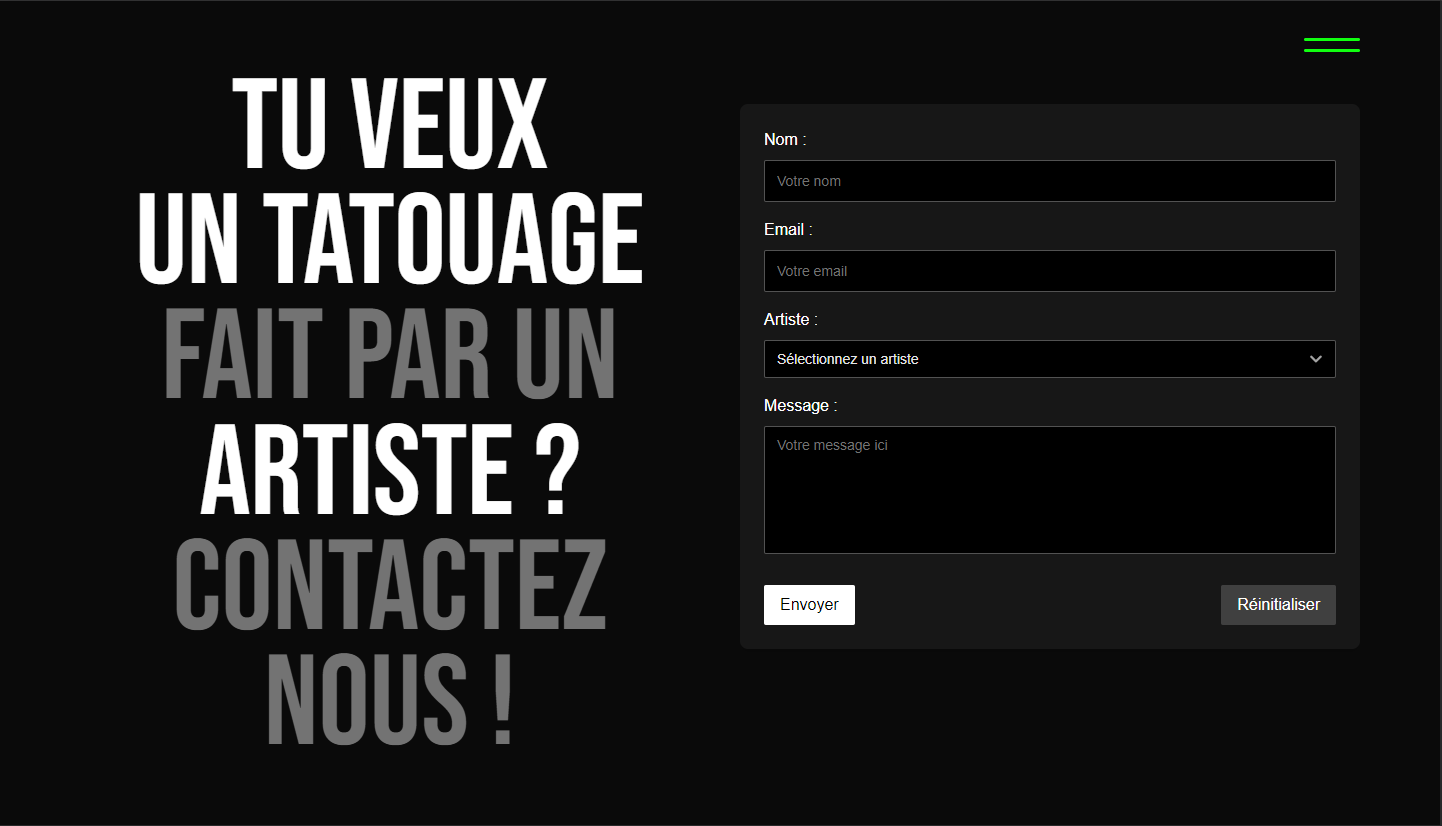 TU VEUX
UN TATOUAGE
FAIT PAR UN
ARTISTE ?
CONTACTEZ
NOUS !
Nom :
Votre nom
Email :
Votre email
Artiste :
Sélectionnez un artiste
Message :
Votre message ici
Envoyer
Réinitialiser